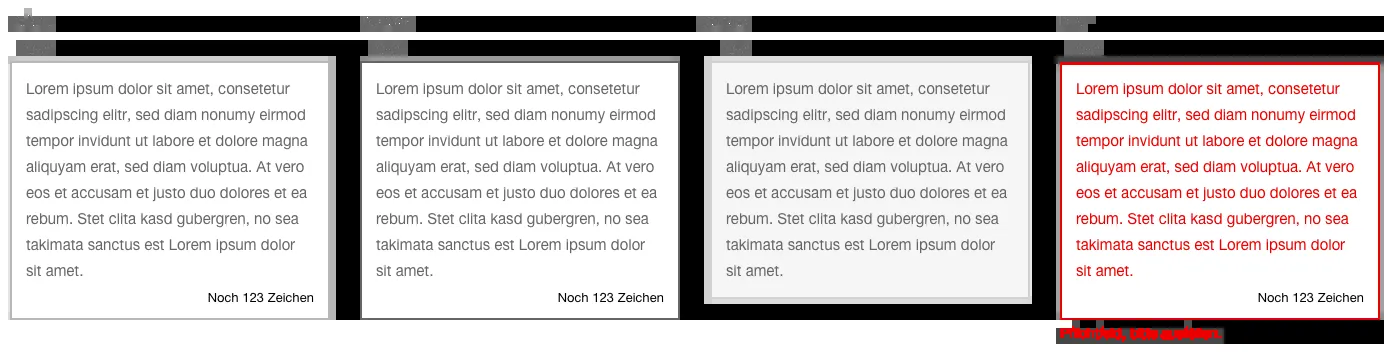 Lorem ipsum dolor sit amet, consetetur
sadipscing elitr, sed diam nonumy eirmod
tempor invidunt ut labore et dolore magna
aliquyam erat, sed diam voluptua. At vero
eos et accusam et justo duo dolores et ea
rebum. Stet clita kasd gubergren, no sea
takimata sanctus est Lorem ipsum dolor
sit amet.
Noch 123 Zeichen
Lorem ipsum dolor sit amet, consetetur
sadipscing elitr, sed diam nonumy eirmod
tempor invidunt ut labore et dolore magna
aliquyam erat, sed diam voluptua. At vero
eos et accusam et justo duo dolores et ea
rebum. Stet clita kasd gubergren, no sea
takimata sanctus est Lorem ipsum dolor
sit amet.
Noch 123 Zeichen
Lorem ipsum dolor sit amet, consetetur
sadipscing elitr, sed diam nonumy eirmod
tempor invidunt ut labore et dolore magna
aliquyam erat, sed diam voluptua. At vero
eos et accusam et justo duo dolores et ea
rebum. Stet clita kasd gubergren, no sea
takimata sanctus est Lorem ipsum dolor
sit amet.
Lorem ipsum dolor sit amet, consetetur
sadipscing elitr, sed diam nonumy eirmod
tempor invidunt ut labore et dolore magna
aliquyam erat, sed diam voluptua. At vero
eos et accusam et justo duo dolores et ea
rebum. Stet clita kasd gubergren, no sea
takimata sanctus est Lorem ipsum dolor
sit amet.
Noch 123 Zeichen